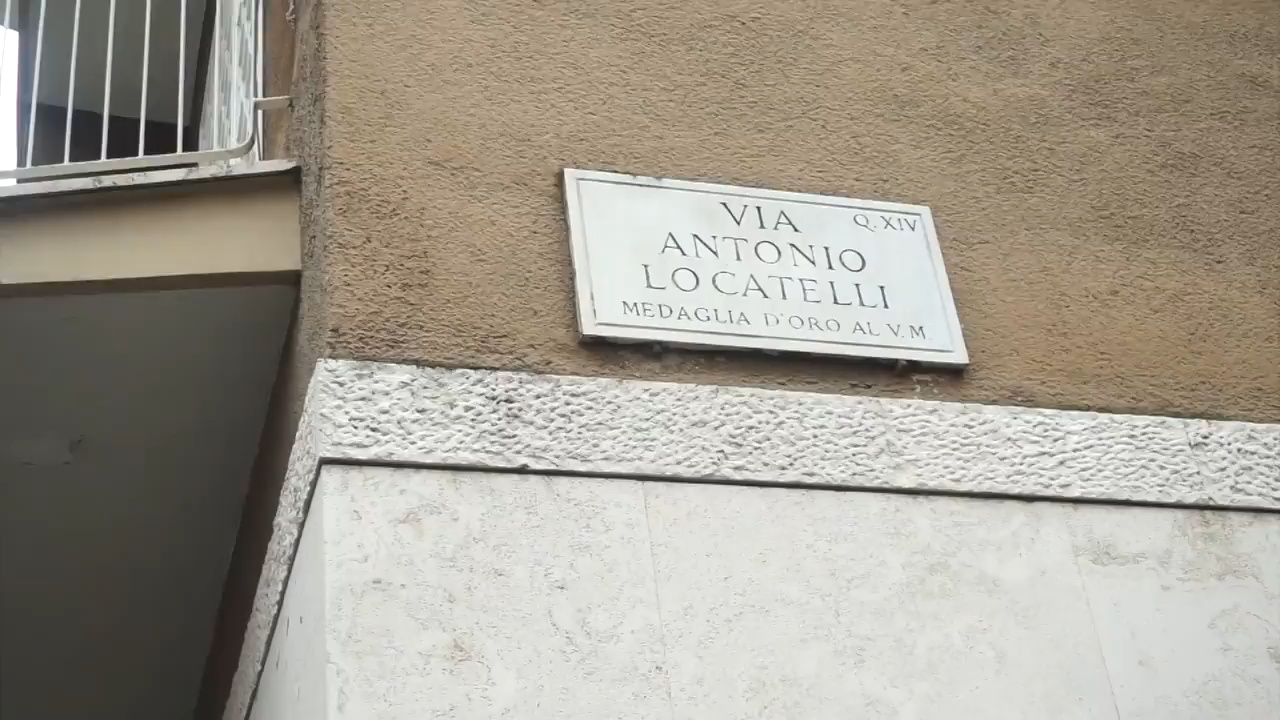 VIA
Q. XIV
ANTONIO
LOCATELLI
MEDAGLIA D'ORO AL V. M.